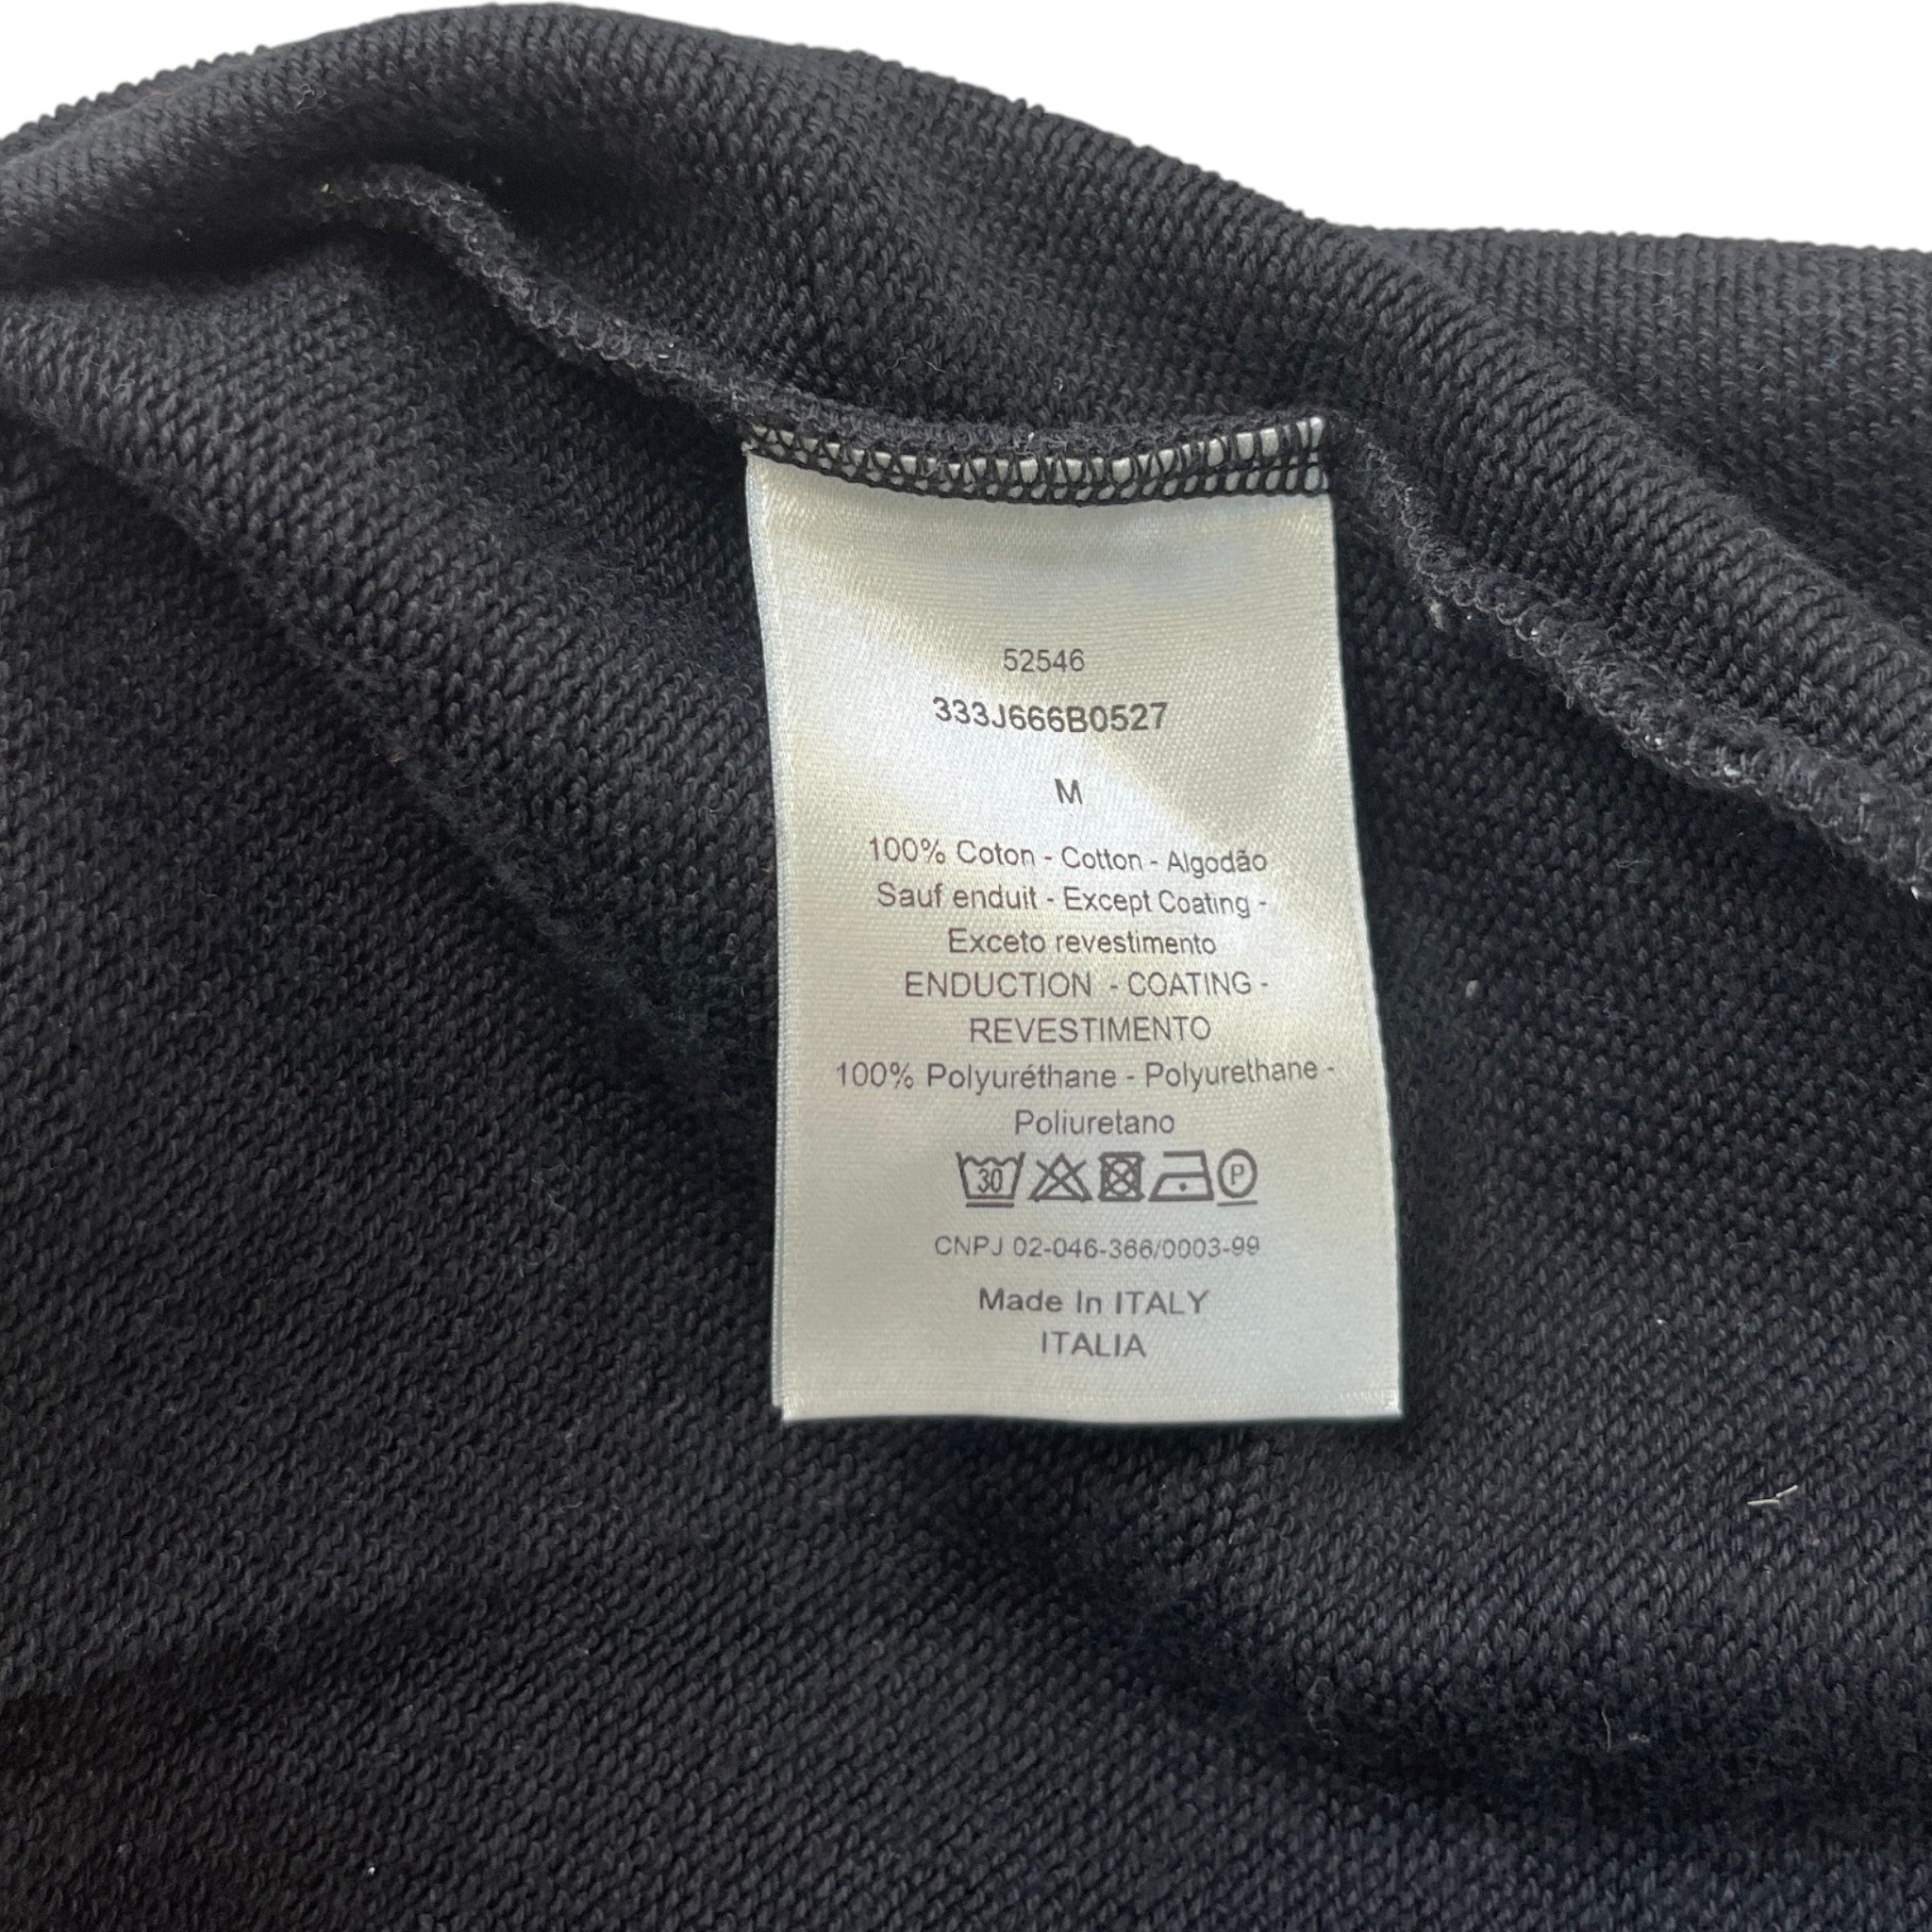 52546
333J666B0527
M
100% Coton - Cotton - Algodão
Sauf enduit - Except Coating -
Exceto revestimento
ENDUCTION - COATING -
REVESTIMENTO
100% Polyuréthane - Polyurethane -
Poliuretano
30 P
CNPJ 02-046-366/0003-99
Made In ITALY
ITALIA